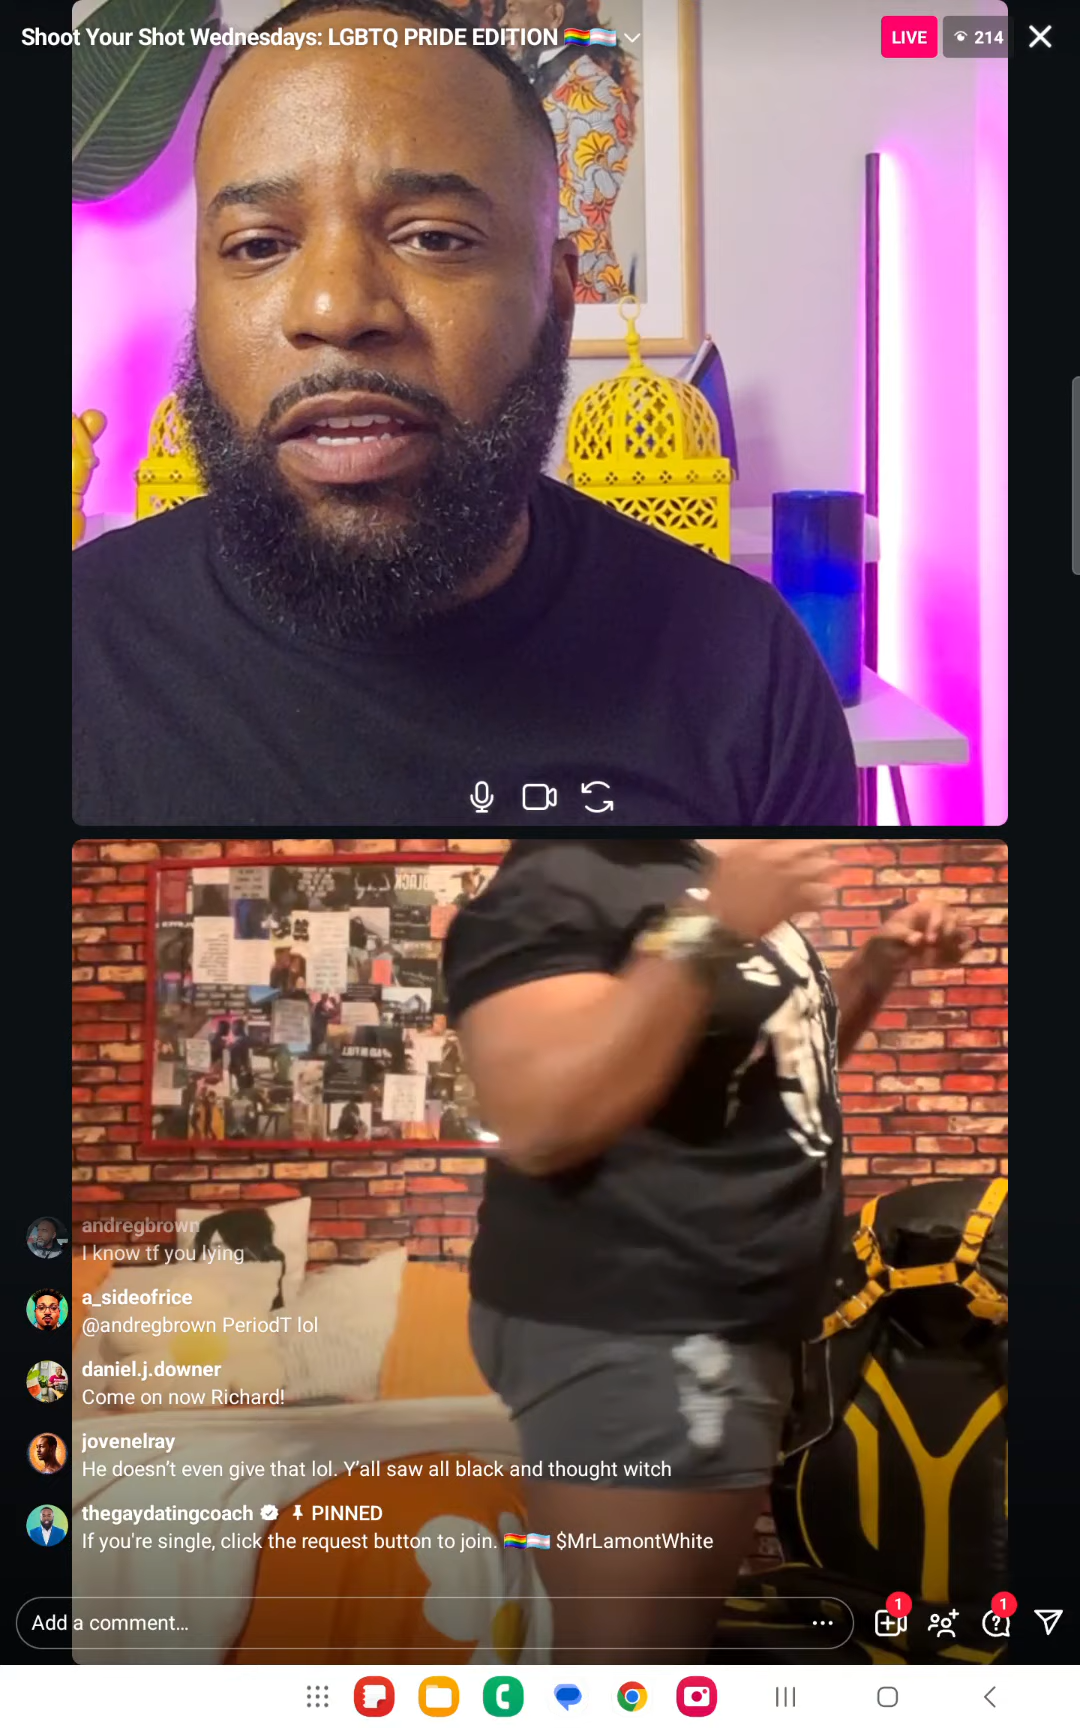 Shoot Your Shot Wednesdays: LGBTQ PRIDE EDITION 🏳️‍🌈🏳️‍⚧️
LIVE
214
andregbrown
I know tf you lying
a_sideofrice
@andregbrown PeriodT lol
daniel.j.downer
Come on now Richard!
jovenelray
He doesn’t even give that lol. Y’all saw all black and thought witch
thegaydatingcoach PINNED
If you're single, click the request button to join. 🏳️‍🌈🏳️‍⚧️ $MrLamontWhite
Add a comment...
1
1